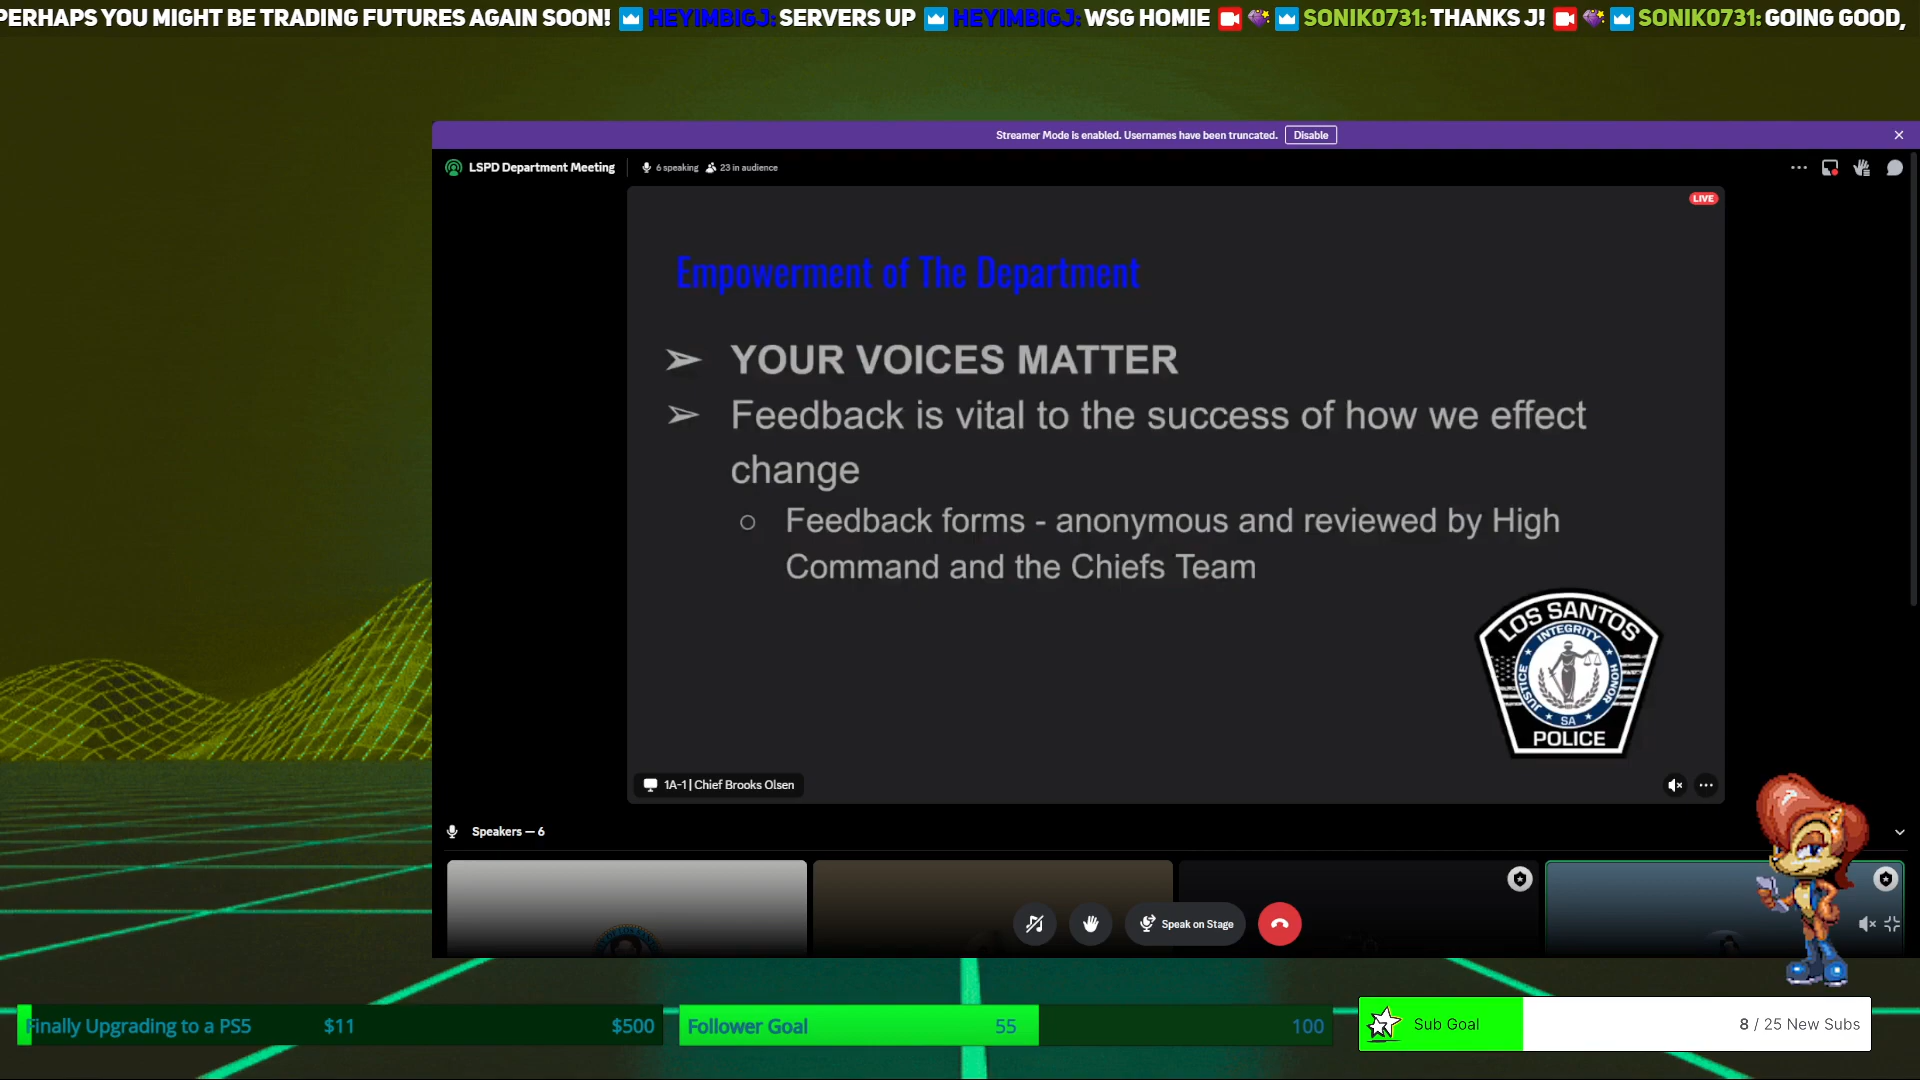 PERHAPS YOU MIGHT BE TRADING FUTURES AGAIN SOON! HEYIMBIGJ: SERVERS UP HEYIMBIGJ: WSG HOMIE SONIK0731: THANKS J! SONIK0731: GOING GOOD,
Streamer Mode is enabled. Usernames have been truncated. Disable
LSPD Department Meeting 6 speaking 23 in audience
LIVE
Empowerment of The Department
➢ YOUR VOICES MATTER
➢ Feedback is vital to the success of how we effect
change
○ Feedback forms - anonymous and reviewed by High
Command and the Chiefs Team
LOS SANTOS
INTEGRITY
JUSTICE
HONOR
SA
POLICE
1A-1 | Chief Brooks Olsen
Speakers — 6
Speak on Stage
Finally Upgrading to a PS5 $11 $500
Follower Goal 55 100
Sub Goal 8 / 25 New Subs